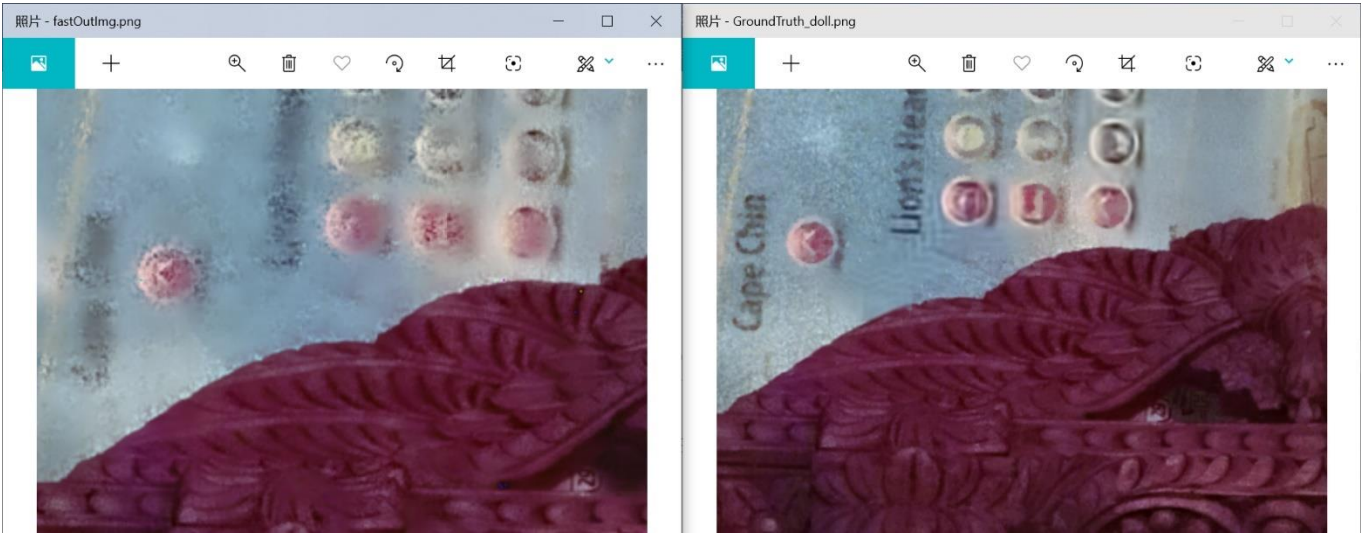 照片 - fastOutImg.png
照片 - GroundTruth_doll.png
Lion's Hea
Cape Chin